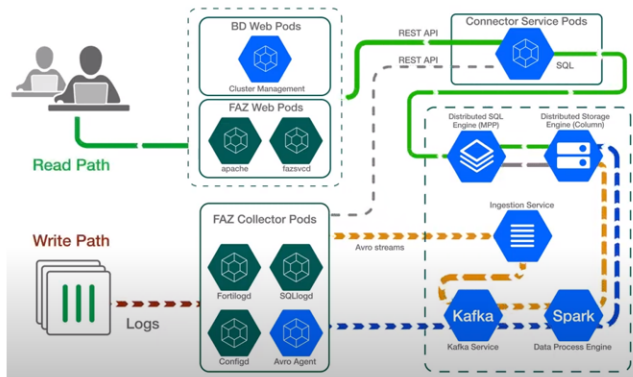 BD Web Pods
Cluster Management
FAZ Web Pods
apache
fazsvcd
Read Path
REST API
REST API
Connector Service Pods
SQL
Distributed SQL
Engine (MPP)
Distributed Storage
Engine (Column)
Ingestion Service
Avro streams
FAZ Collector Pods
Fortilogd
SQLlogd
Configd
Avro Agent
Write Path
Logs
Kafka
Kafka Service
Spark
Data Process Engine